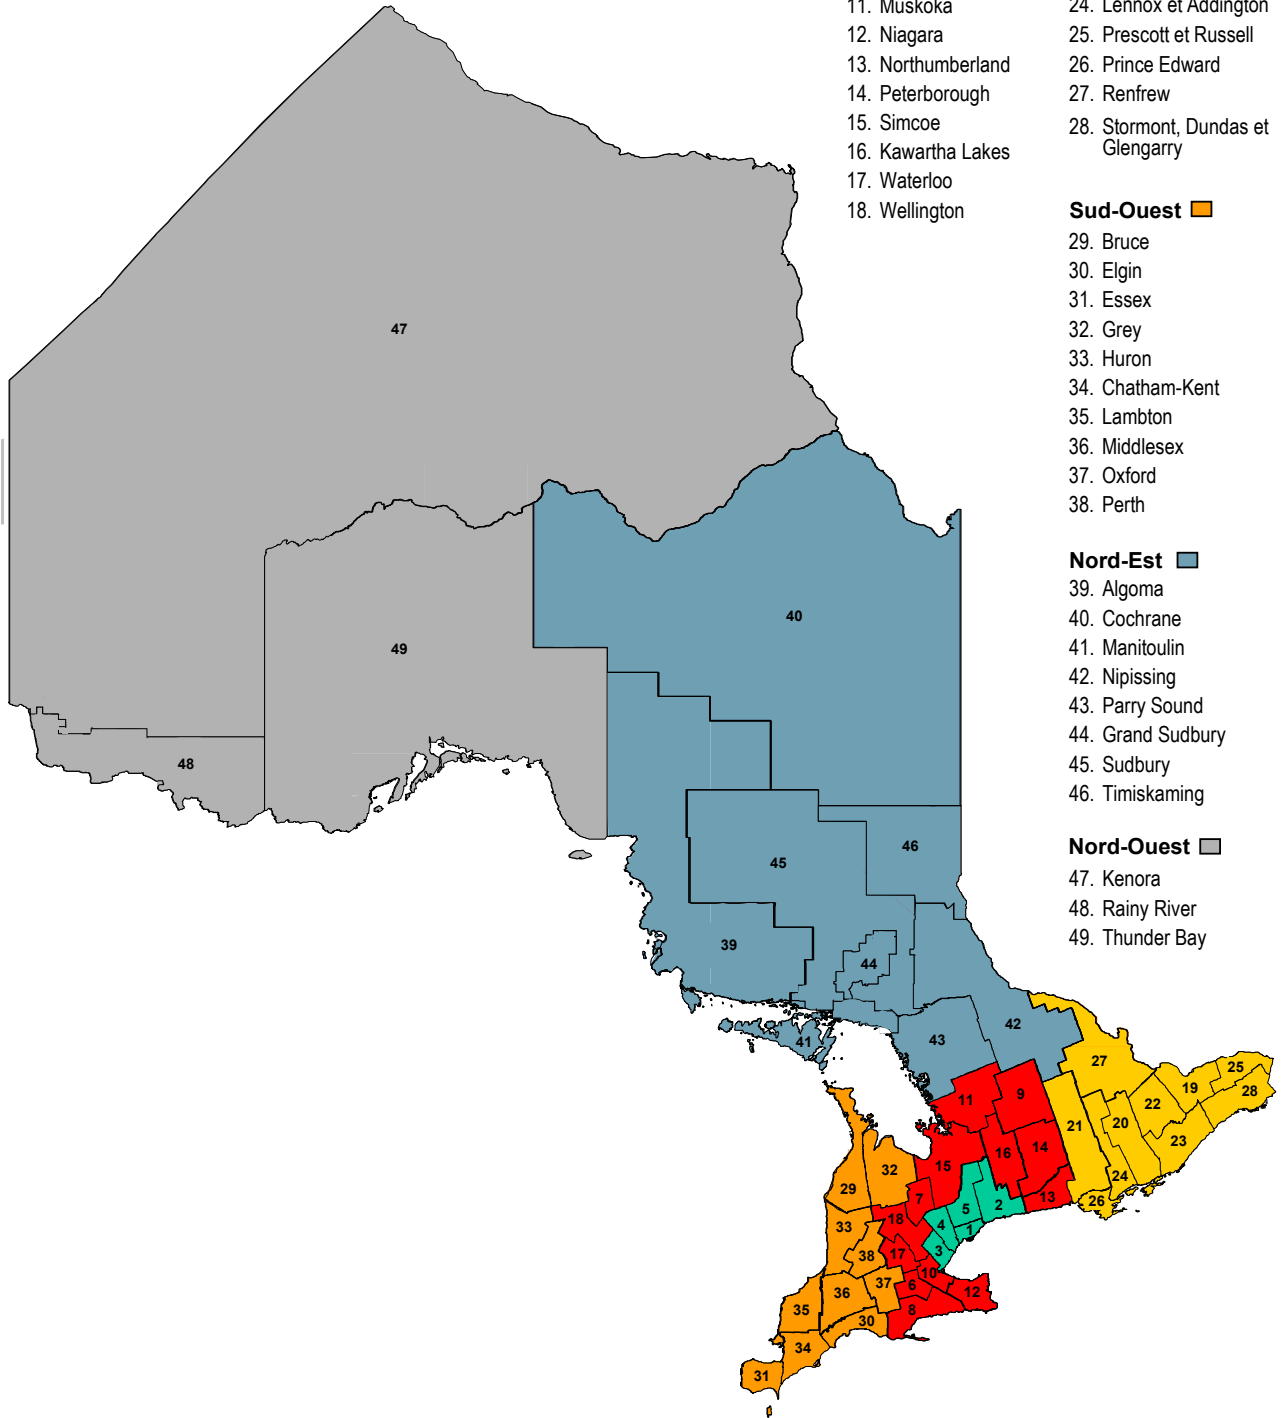 11. Muskoka
12. Niagara
13. Northumberland
14. Peterborough
15. Simcoe
16. Kawartha Lakes
17. Waterloo
18. Wellington
24. Lennox et Addington
25. Prescott et Russell
26. Prince Edward
27. Renfrew
28. Stormont, Dundas et
Glengarry
Sud-Ouest
29. Bruce
30. Elgin
31. Essex
32. Grey
33. Huron
34. Chatham-Kent
35. Lambton
36. Middlesex
37. Oxford
38. Perth
Nord-Est
39. Algoma
40. Cochrane
41. Manitoulin
42. Nipissing
43. Parry Sound
44. Grand Sudbury
45. Sudbury
46. Timiskaming
Nord-Ouest
47. Kenora
48. Rainy River
49. Thunder Bay
47
40
49
48
46
45
39
44
42
43
41
27
25
19
28
11
9
22
20
21
23
14
16
15
32
24
29
7
13
26
2
5
18
33
4
1
3
17
38
10
37
6
12
36
35
8
30
34
31